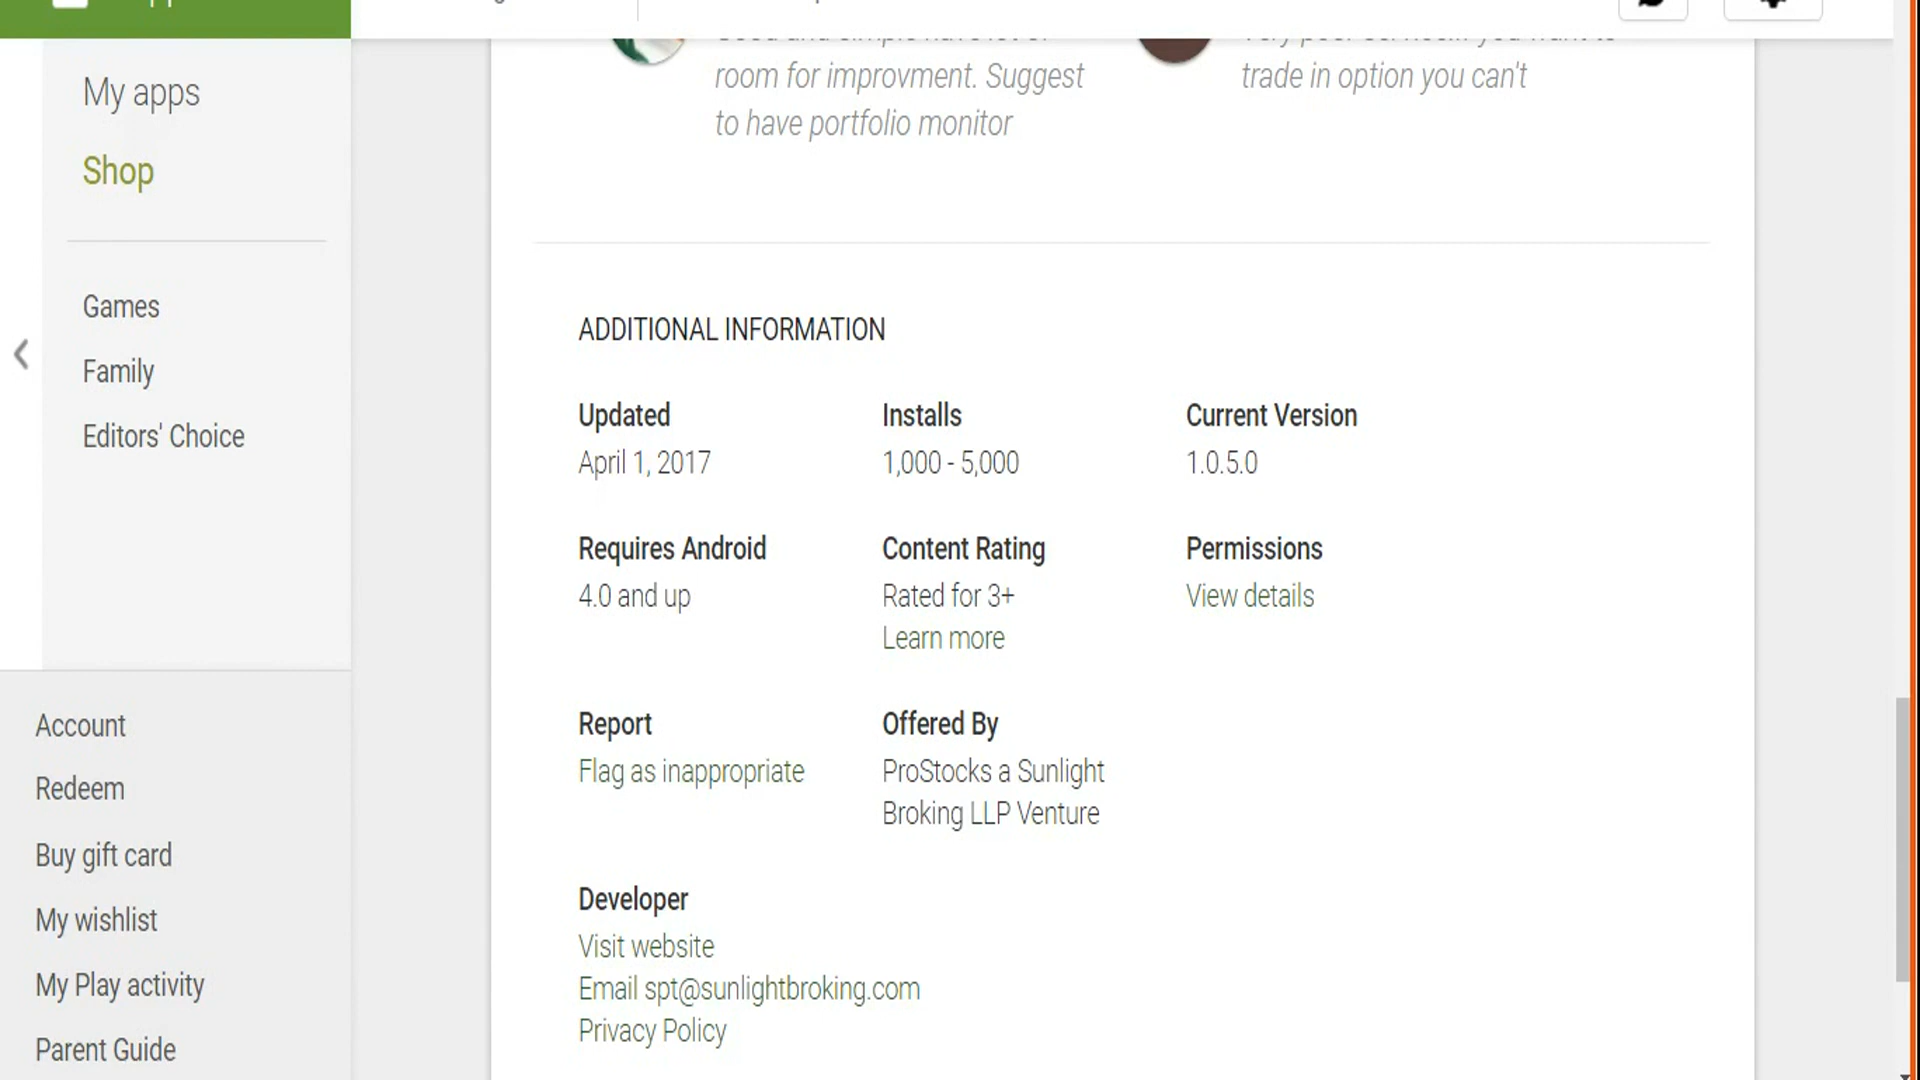 My apps
Shop
Games
Family
Editors' Choice
Account
Redeem
Buy gift card
My wishlist
My Play activity
Parent Guide
room for improvment. Suggest
to have portfolio monitor
trade in option you can't
ADDITIONAL INFORMATION
Updated
April 1, 2017
Installs
1,000 - 5,000
Current Version
1.0.5.0
Requires Android
4.0 and up
Content Rating
Rated for 3+
Learn more
Permissions
View details
Report
Flag as inappropriate
Offered By
ProStocks a Sunlight
Broking LLP Venture
Developer
Visit website
Email spt@sunlightbroking.com
Privacy Policy